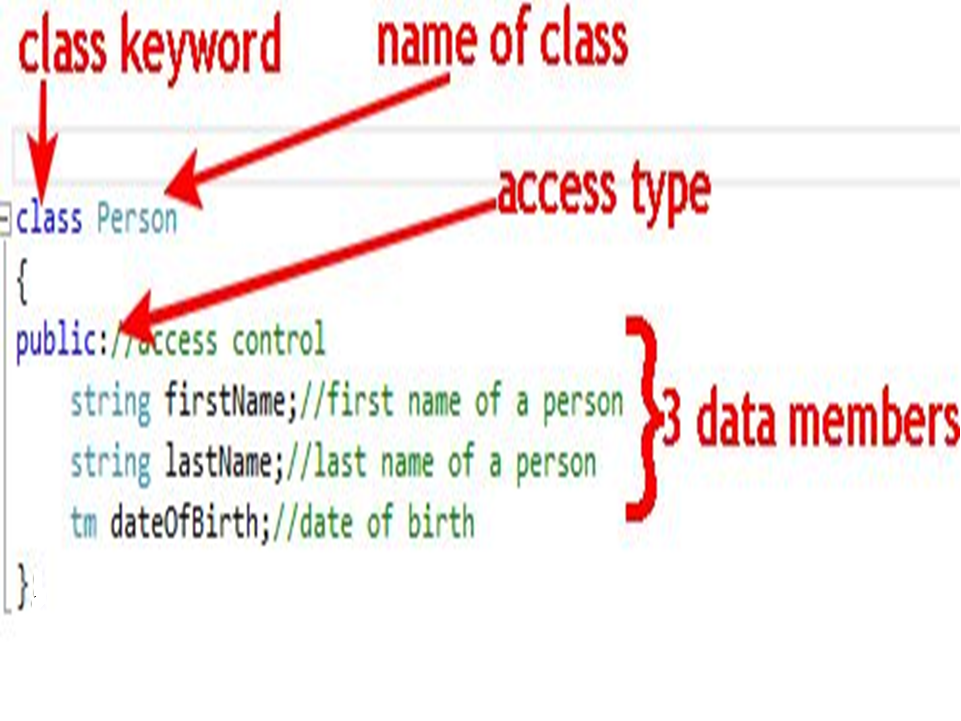 class keyword
name of class
access type
class Person
{
public://access control
string firstName;//first name of a person
string lastName;//last name of a person
tm dateOfBirth;//date of birth
3 data members
};